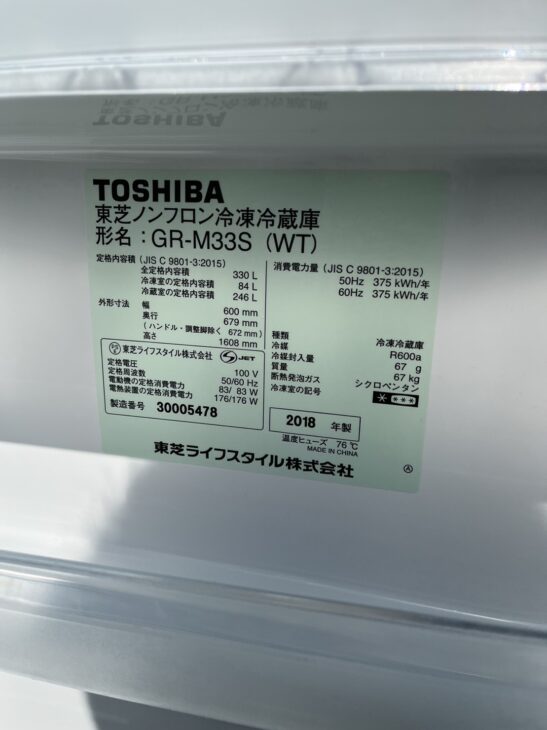 TOSHIBA
東芝ノンフロン冷凍冷蔵庫
形名：GR-M33S (WT)
定格内容積（JIS C 9801-3:2015）
全定格内容積 330 L
冷凍室の定格内容積 84 L
冷蔵室の定格内容積 246 L
外形寸法 幅 600 mm
奥行 679 mm
(ハンドル・調整脚除く 672 mm)
高さ 1608 mm
東芝ライフスタイル株式会社 S JET
定格電圧 100 V
定格周波数 50/60 Hz
電動機の定格消費電力 83/ 83 W
電熱装置の定格消費電力 176/176 W
製造番号 30005478
消費電力量（JIS C 9801-3:2015）
50Hz 375 kWh/年
60Hz 375 kWh/年
種類 冷凍冷蔵庫
冷媒 R600a
冷媒封入量 67 g
質量 67 kg
断熱発泡ガス シクロペンタン
冷凍室の記号
2018 年製
温度ヒューズ 76 ℃
MADE IN CHINA
東芝ライフスタイル株式会社
Ⓐ